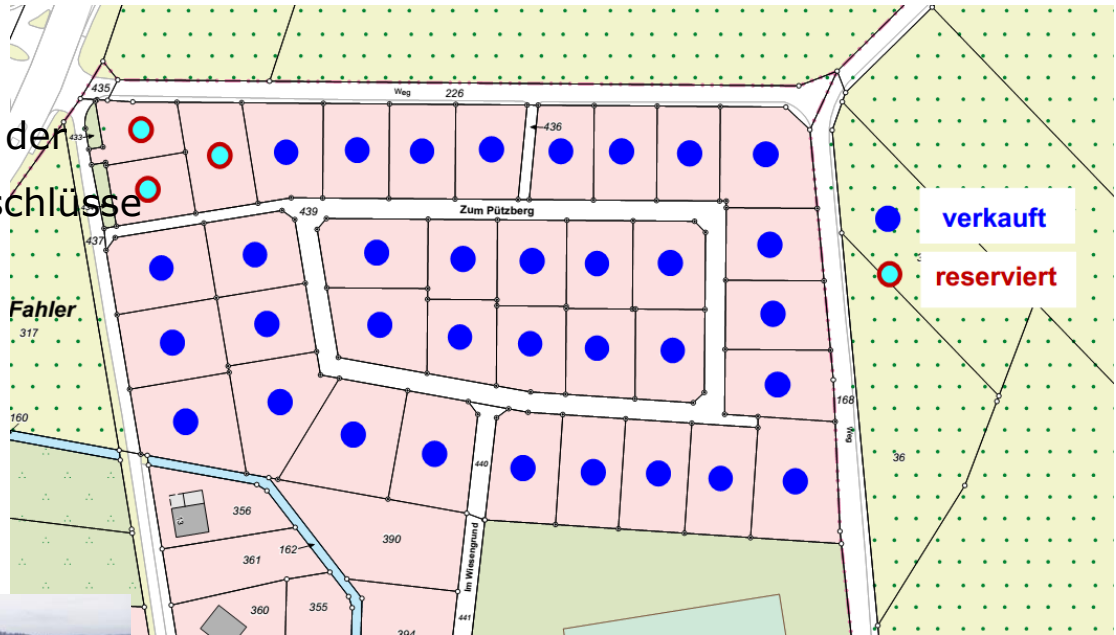 435
Weg 226
der
433
436
schlüsse
439
Zum Pützberg
verkauft
437
reserviert
Fahler
317
160
168
Weg
36
440
13
356
390
162
361
Im Wiesengrund
360
355
441
394